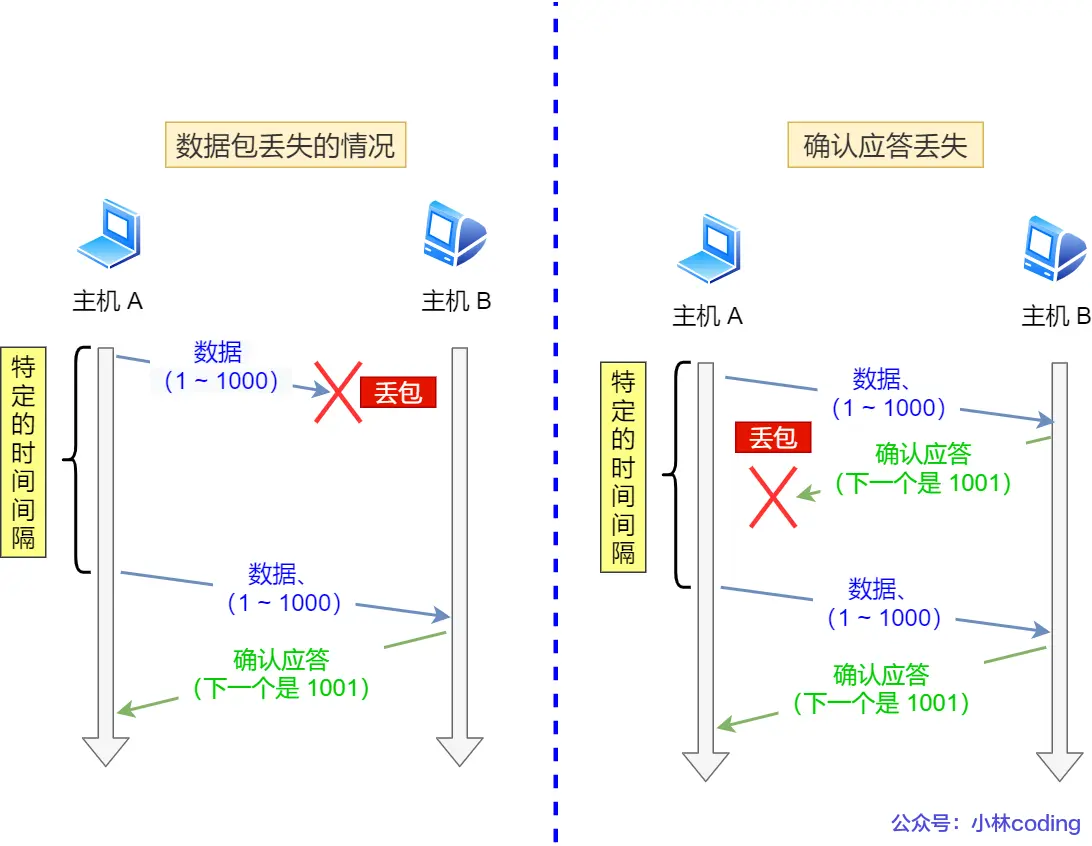 数据包丢失的情况
主机 A
主机 B
特定的时间间隔
数据
（1 ~ 1000）
丢包
数据、
（1 ~ 1000）
确认应答
（下一个是 1001）
确认应答丢失
主机 A
主机 B
特定的时间间隔
数据、
（1 ~ 1000）
丢包
确认应答
（下一个是 1001）
数据、
（1 ~ 1000）
确认应答
（下一个是 1001）
公众号：小林coding